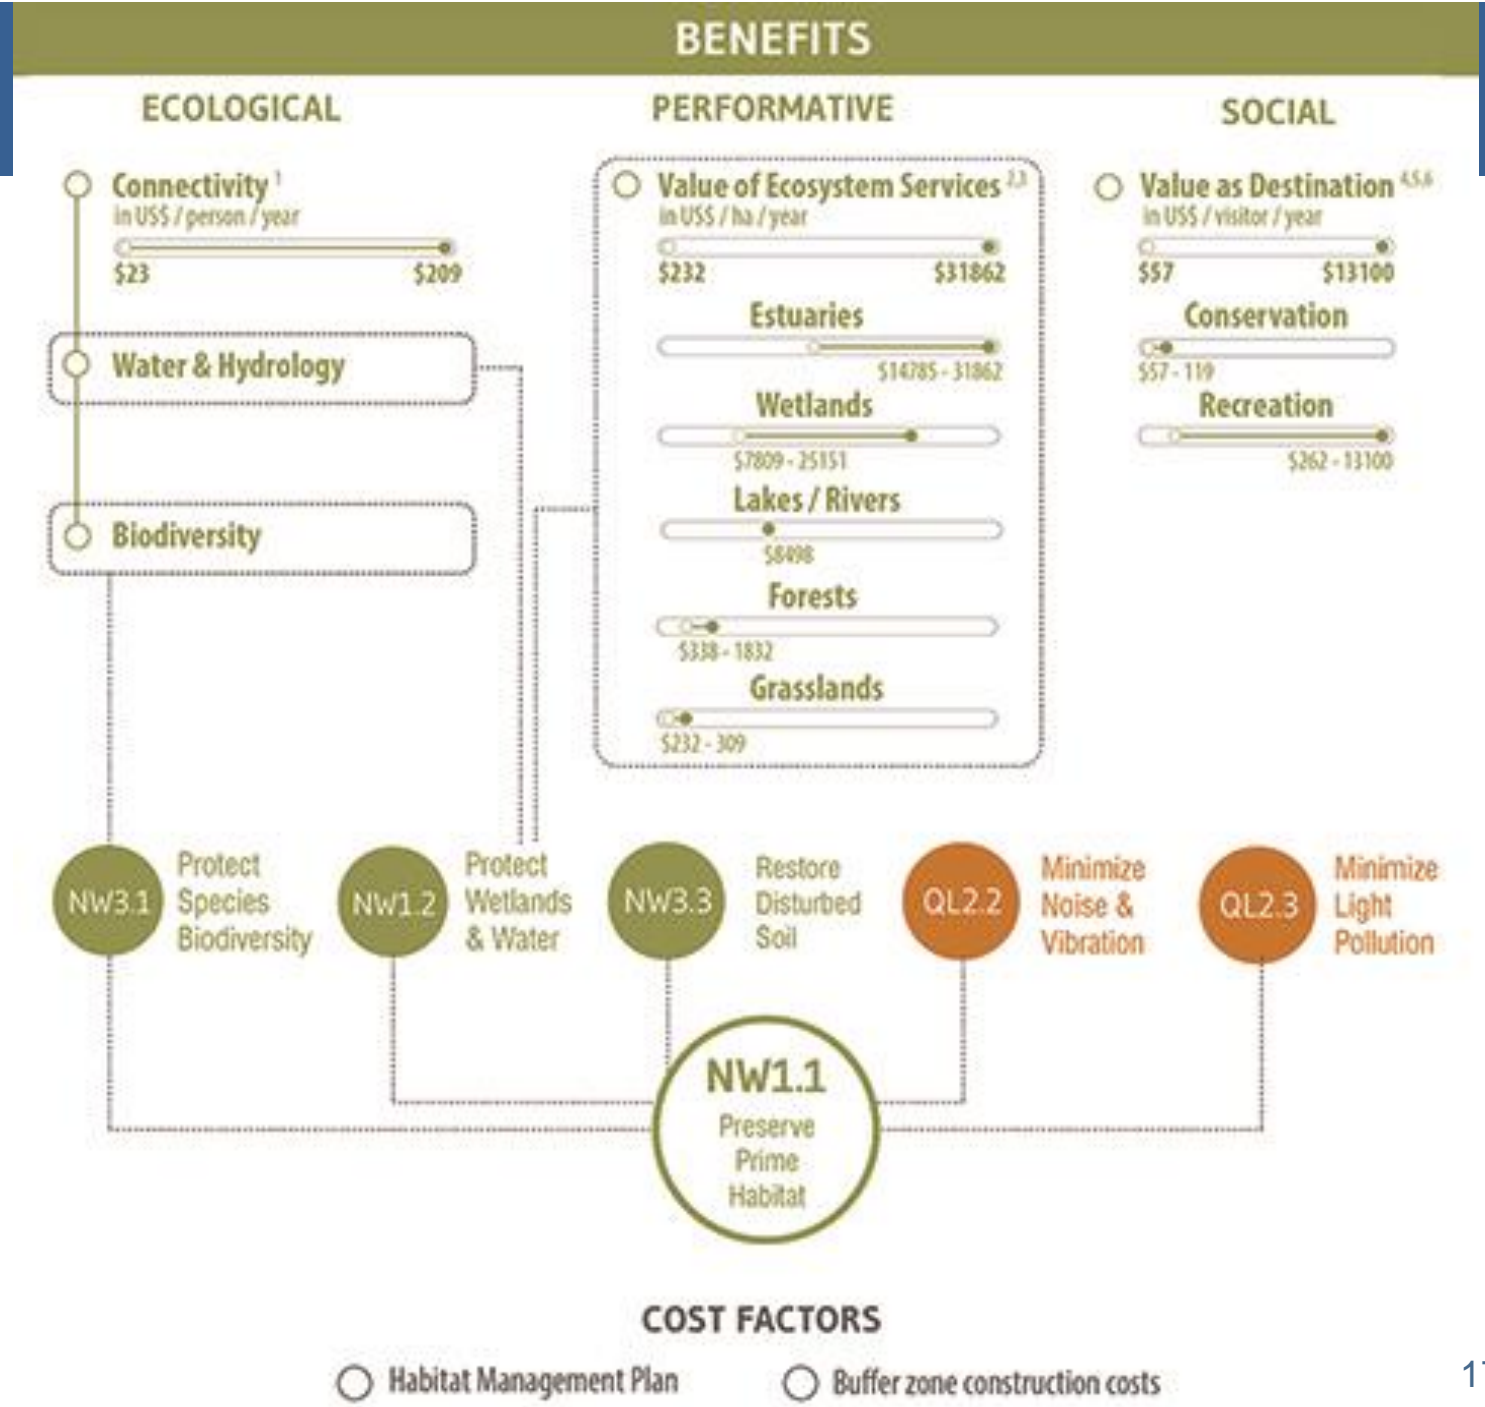 BENEFITS
ECOLOGICAL
Connectivity 1
in US$ / person / year
$23 $209
Water & Hydrology
Biodiversity
PERFORMATIVE
Value of Ecosystem Services 2,3
in US$ / ha / year
$232 $31862
Estuaries
$14785 - 31862
Wetlands
$7809 - 25151
Lakes / Rivers
$8498
Forests
$338 - 1832
Grasslands
$232 - 309
SOCIAL
Value as Destination 4,5,6
in US$ / visitor / year
$57 $13100
Conservation
$57 - 119
Recreation
$262 - 13100
NW3.1
Protect
Species
Biodiversity
NW1.2
Protect
Wetlands
& Water
NW3.3
Restore
Disturbed
Soil
QL2.2
Minimize
Noise &
Vibration
QL2.3
Minimize
Light
Pollution
NW1.1
Preserve
Prime
Habitat
COST FACTORS
Habitat Management Plan
Buffer zone construction costs